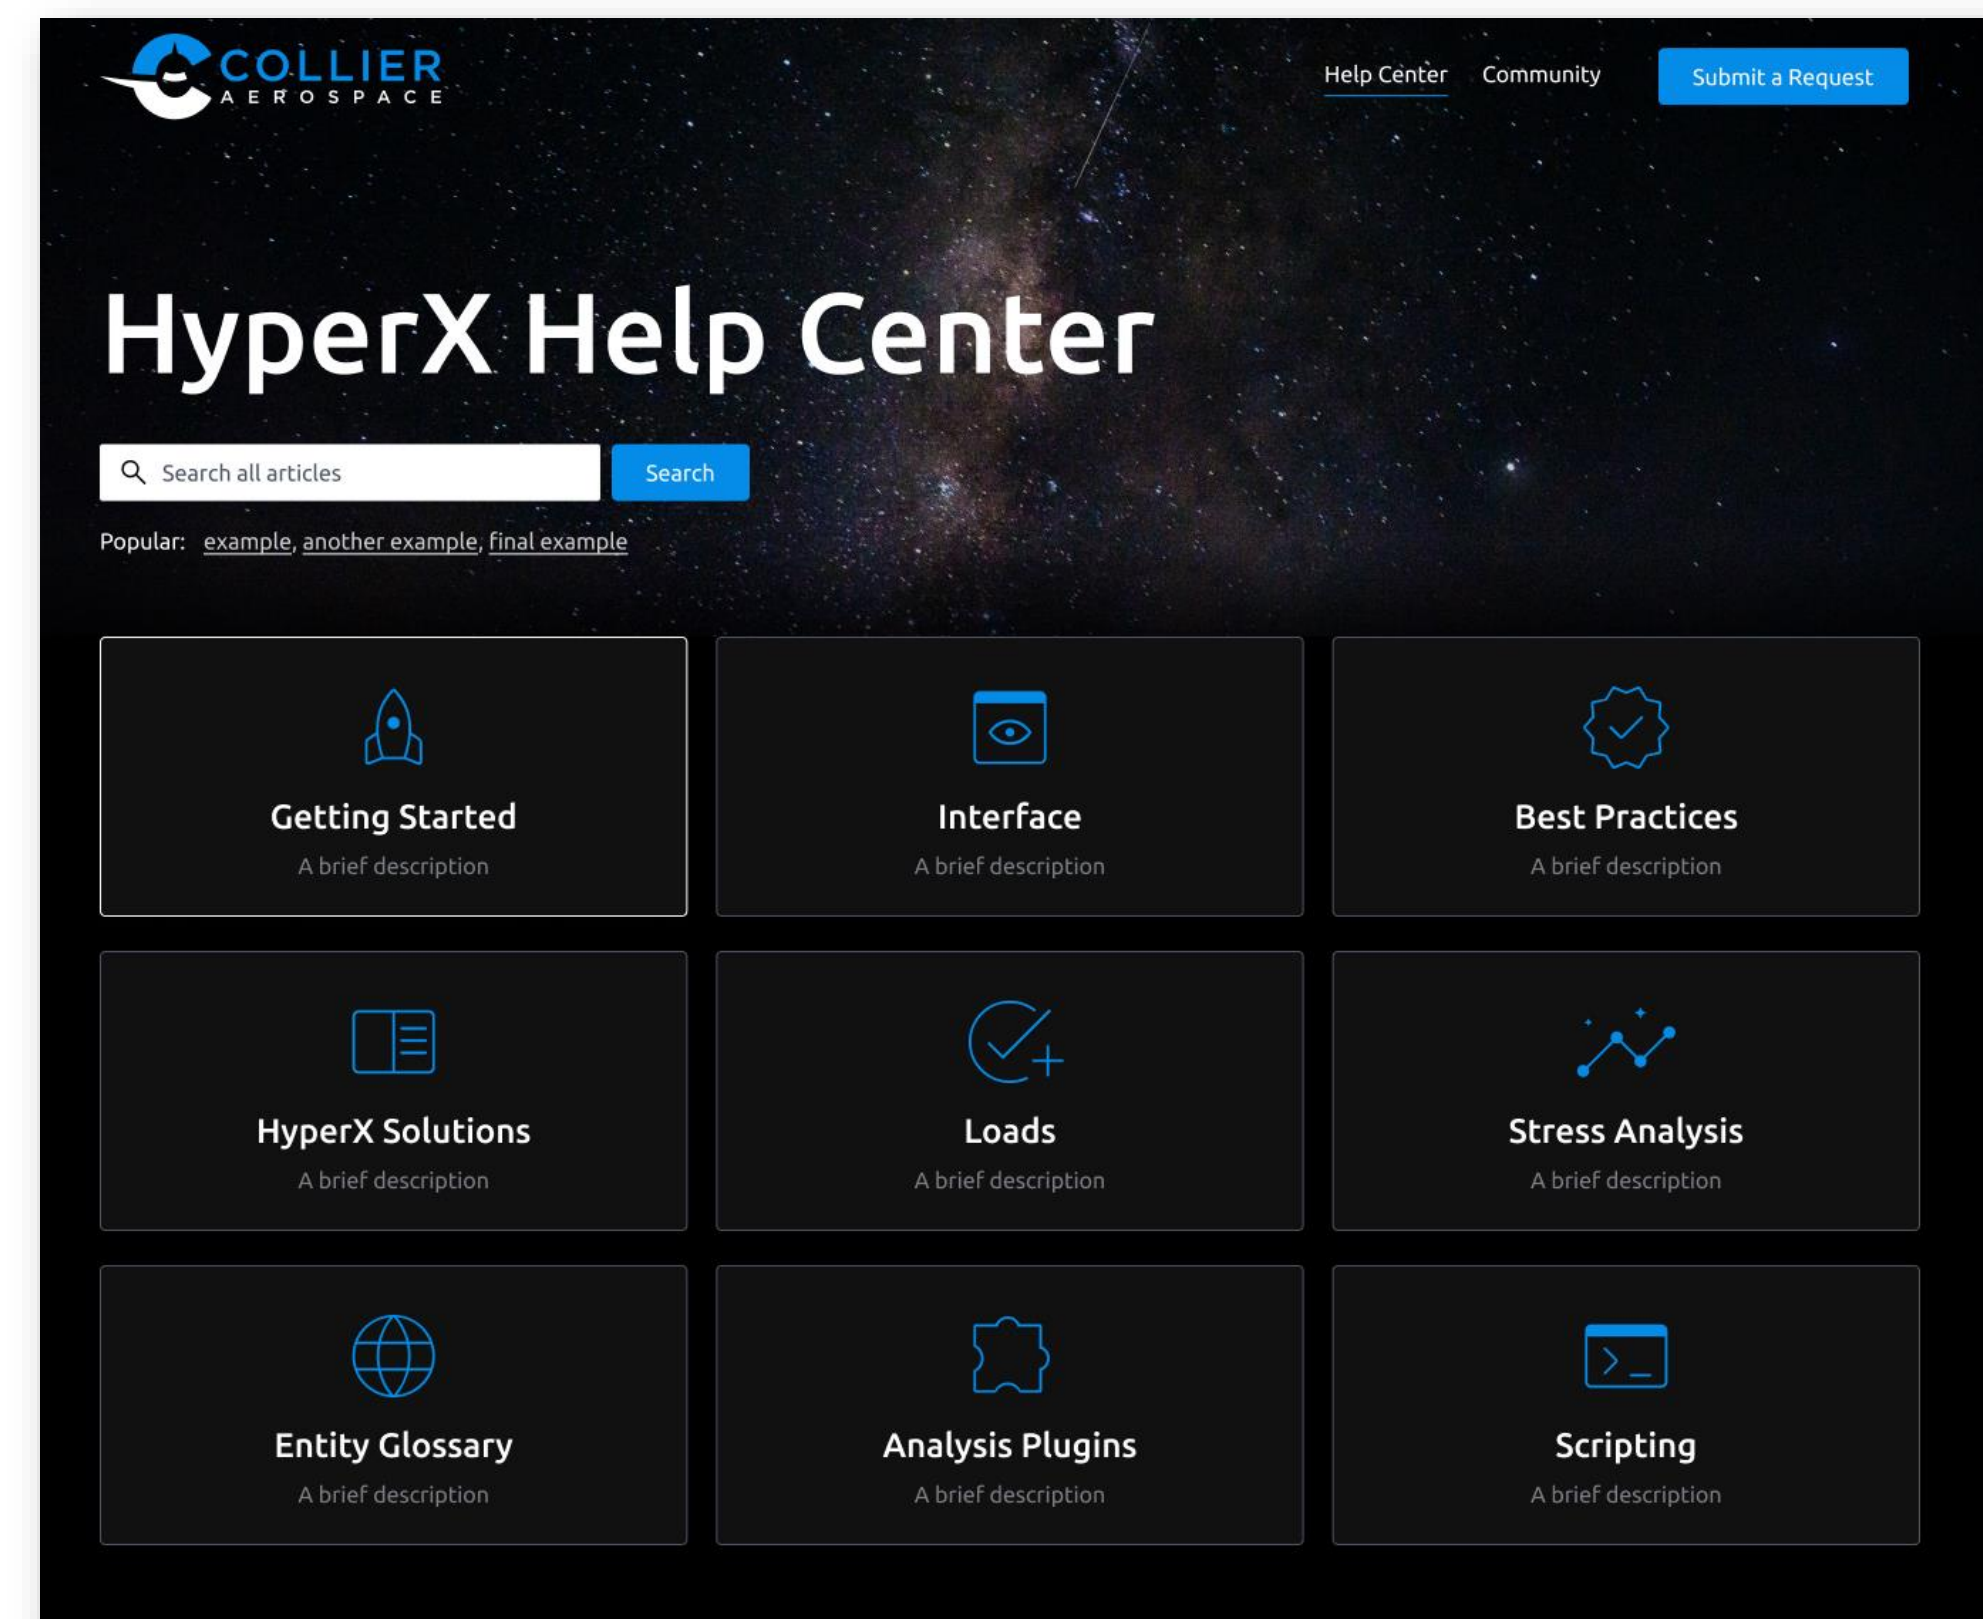 COLLIER
AEROSPACE
Help Center Community Submit a Request
HyperX Help Center
Search all articles Search
Popular: example, another example, final example
Getting Started Interface Best Practices
A brief description A brief description A brief description
HyperX Solutions Loads Stress Analysis
A brief description A brief description A brief description
Entity Glossary Analysis Plugins Scripting
A brief description A brief description A brief description